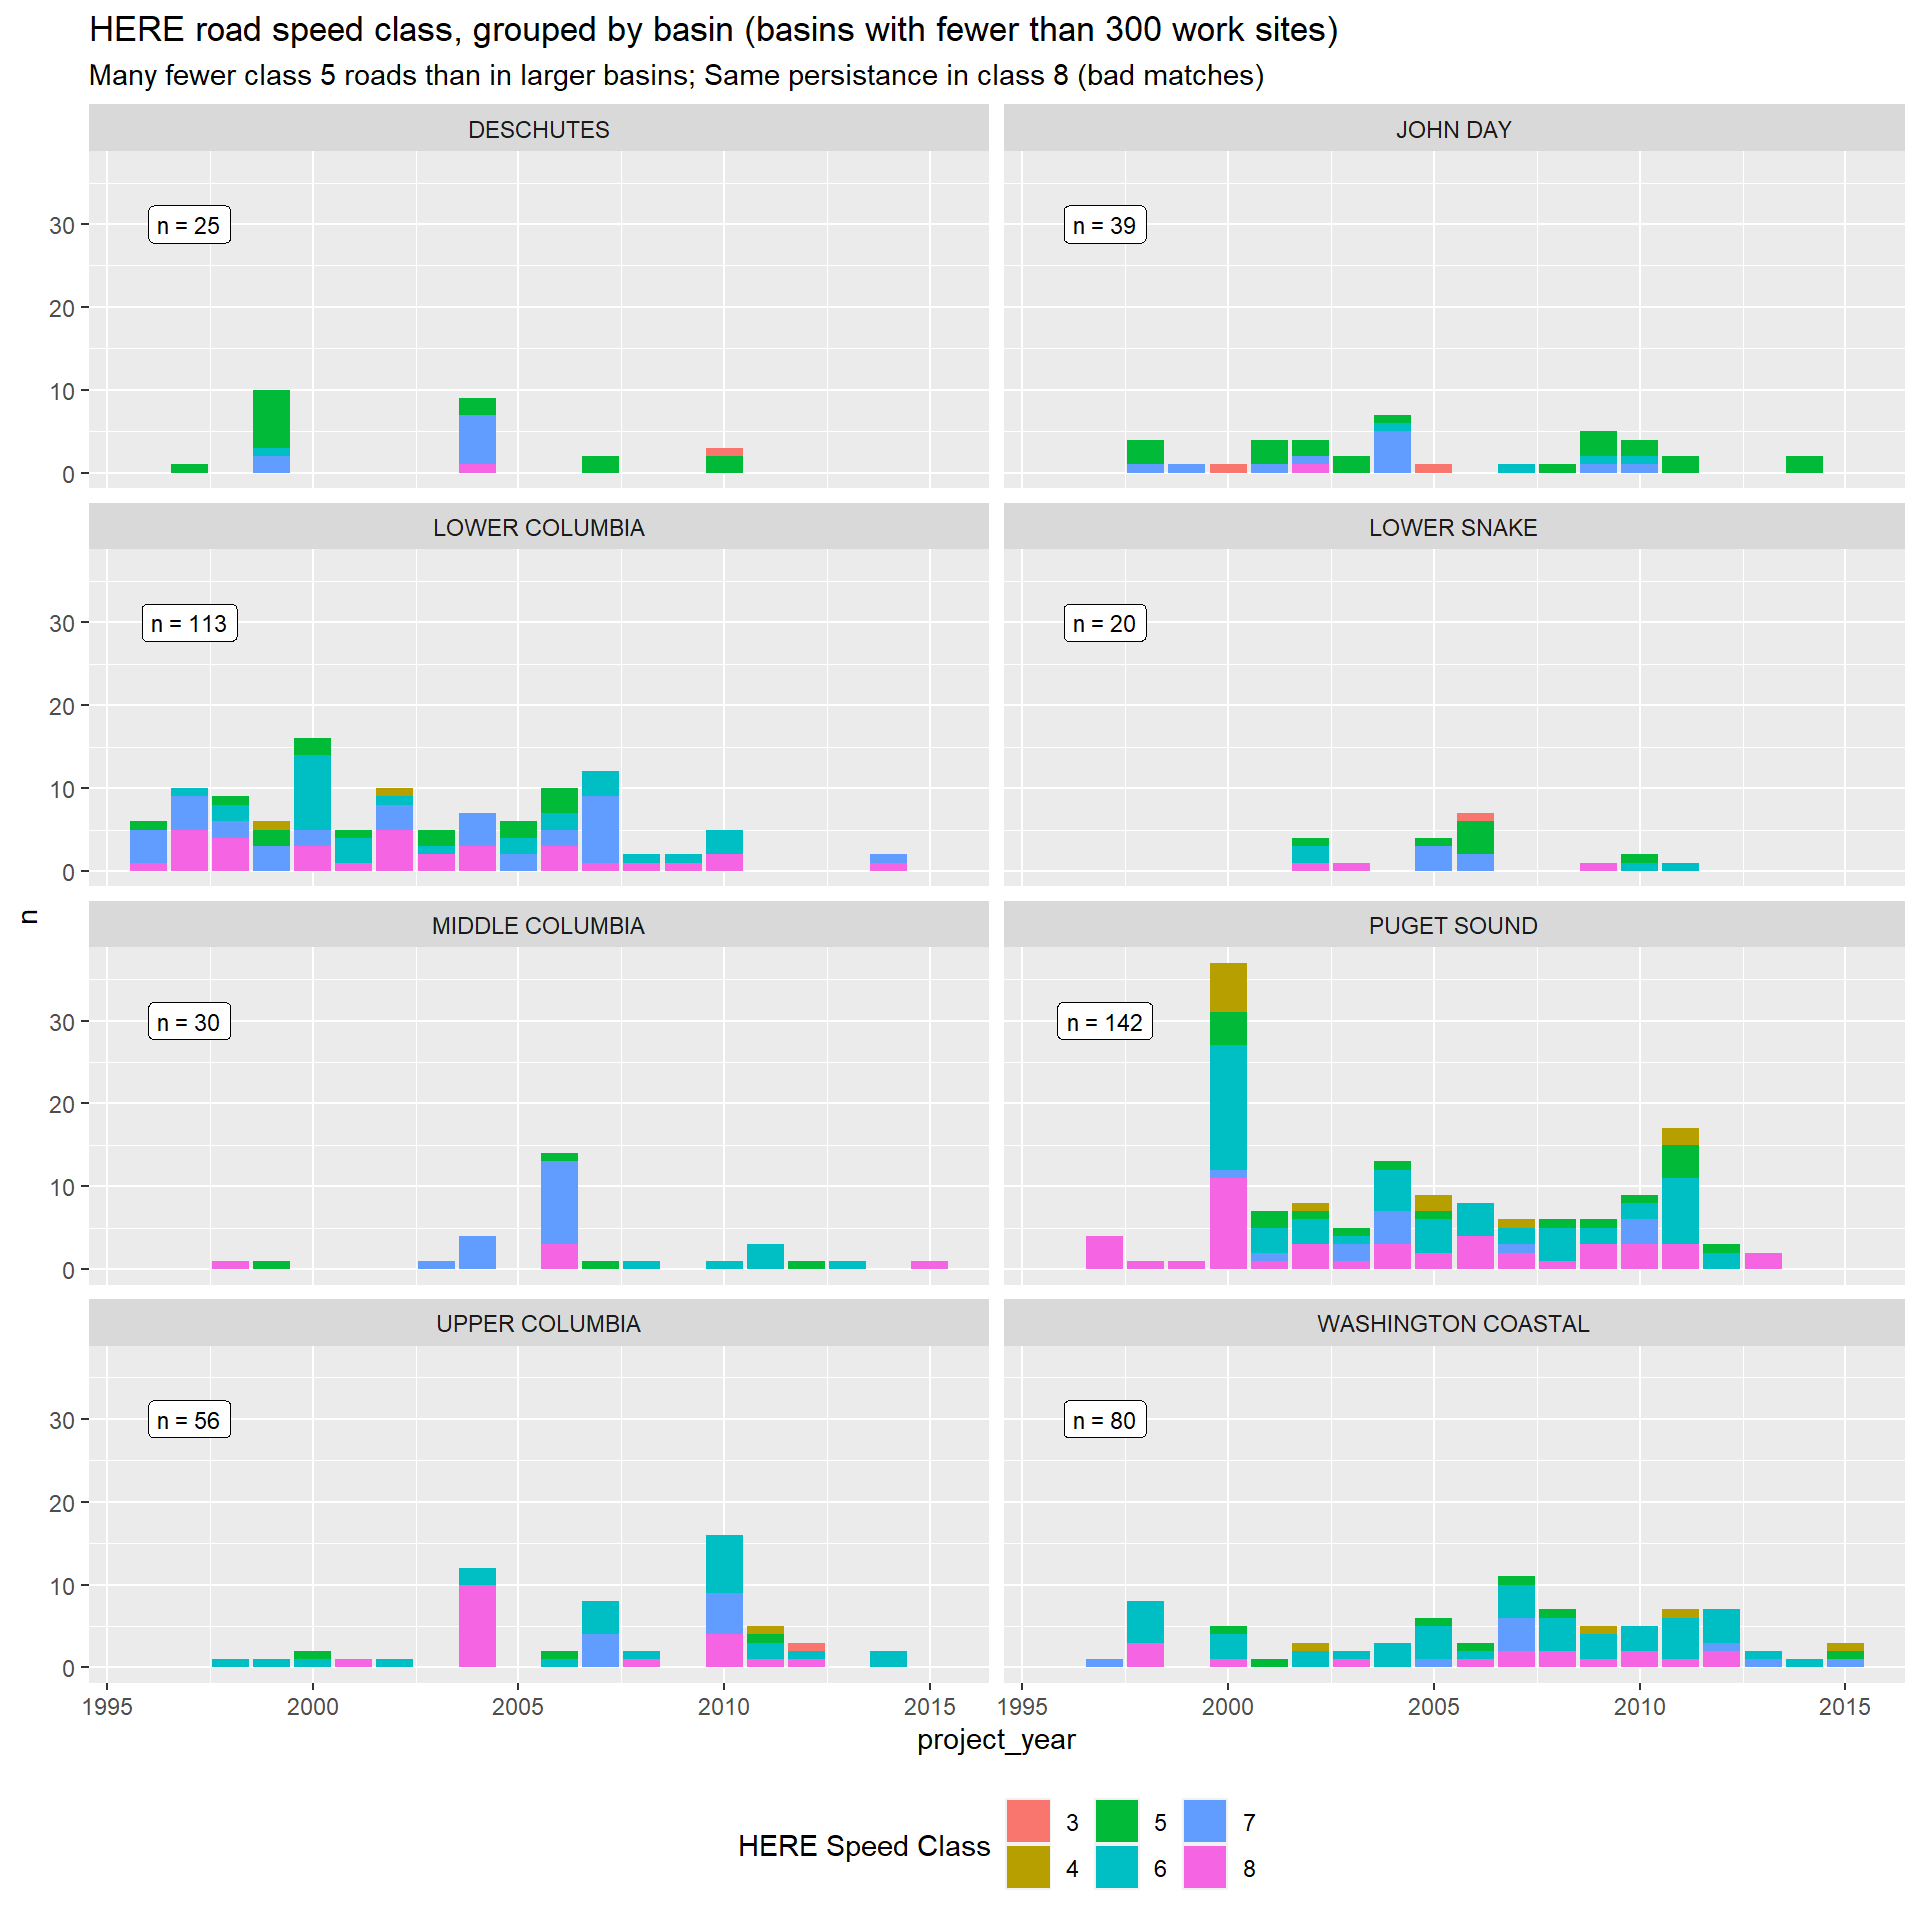 HERE road speed class, grouped by basin (basins with fewer than 300 work sites)
Many fewer class 5 roads than in larger basins; Same persistance in class 8 (bad matches)
DESCHUTES
JOHN DAY
30
20
10
0
n = 25
n = 39
LOWER COLUMBIA
LOWER SNAKE
30
20
10
0
n = 113
n = 20
n
MIDDLE COLUMBIA
PUGET SOUND
30
20
10
0
n = 30
n = 142
UPPER COLUMBIA
WASHINGTON COASTAL
30
20
10
0
n = 56
n = 80
1995 2000 2005 2010 2015 1995 2000 2005 2010 2015
project_year
HERE Speed Class
3 5 7
4 6 8